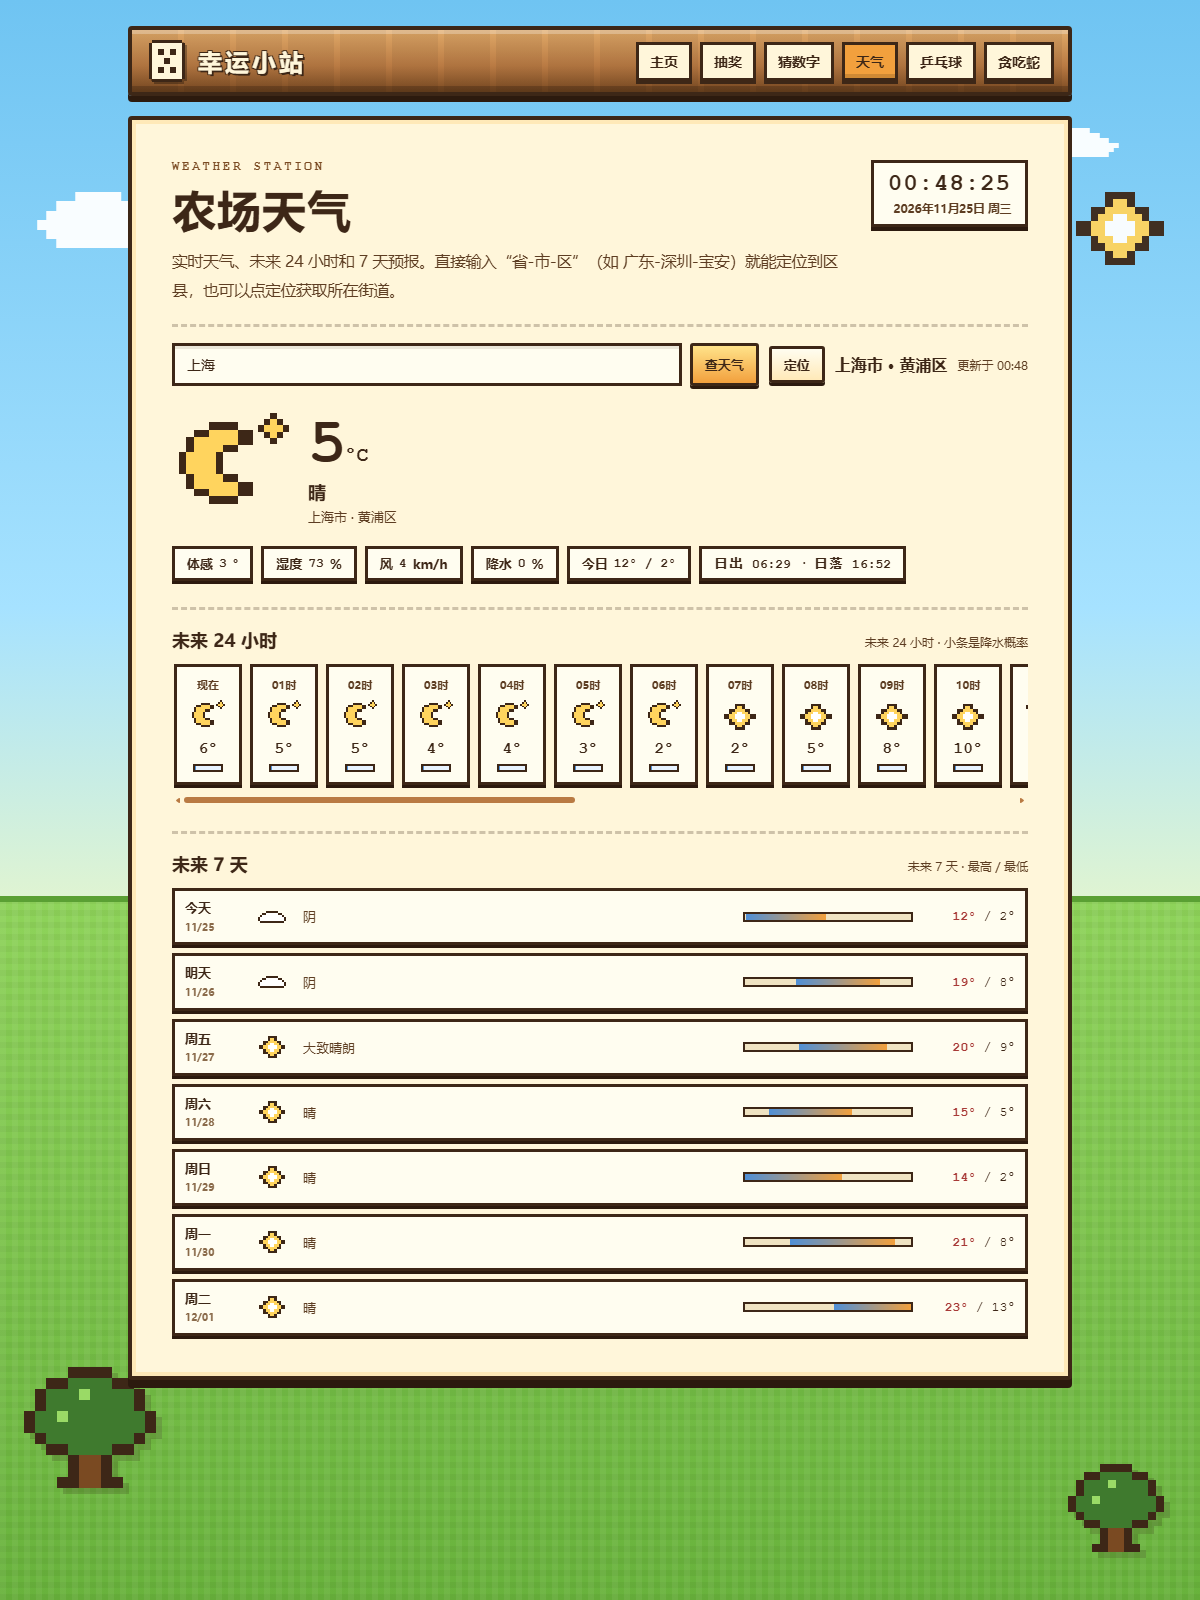 幸运小站
主页 抽奖 猜数字 天气 乒乓球 贪吃蛇
WEATHER STATION
农场天气
00:48:25
2026年11月25日 周三
实时天气、未来 24 小时和 7 天预报。直接输入“省-市-区”（如 广东-深圳-宝安）就能定位到区
县，也可以点定位获取所在街道。
上海 查天气 定位 上海市 • 黄浦区 更新于 00:48
5°C
晴
上海市 · 黄浦区
体感 3 ° 湿度 73 % 风 4 km/h 降水 0 % 今日 12° / 2° 日出 06:29 · 日落 16:52
未来 24 小时 未来 24 小时 · 小条是降水概率
现在 01时 02时 03时 04时 05时 06时 07时 08时 09时 10时
6° 5° 5° 4° 4° 3° 2° 2° 5° 8° 10°
未来 7 天 未来 7 天 · 最高 / 最低
今天 阴 12° / 2°
11/25
明天 阴 19° / 8°
11/26
周五 大致晴朗 20° / 9°
11/27
周六 晴 15° / 5°
11/28
周日 晴 14° / 2°
11/29
周一 晴 21° / 8°
11/30
周二 晴 23° / 13°
12/01